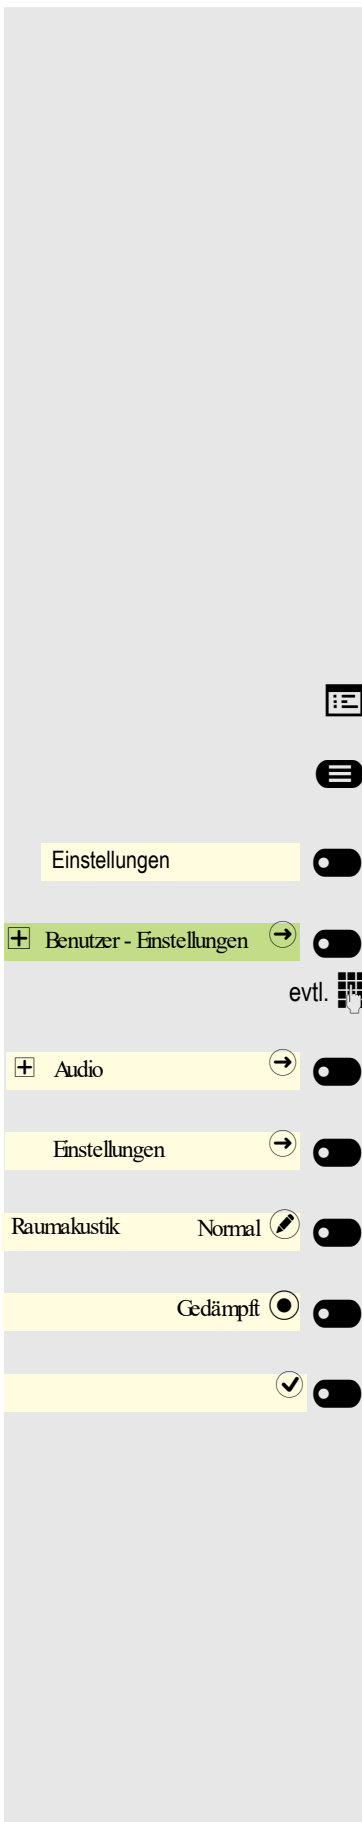 Einstellungen
Benutzer - Einstellungen
evtl.
Audio
Einstellungen
Raumakustik Normal
Gedämpft